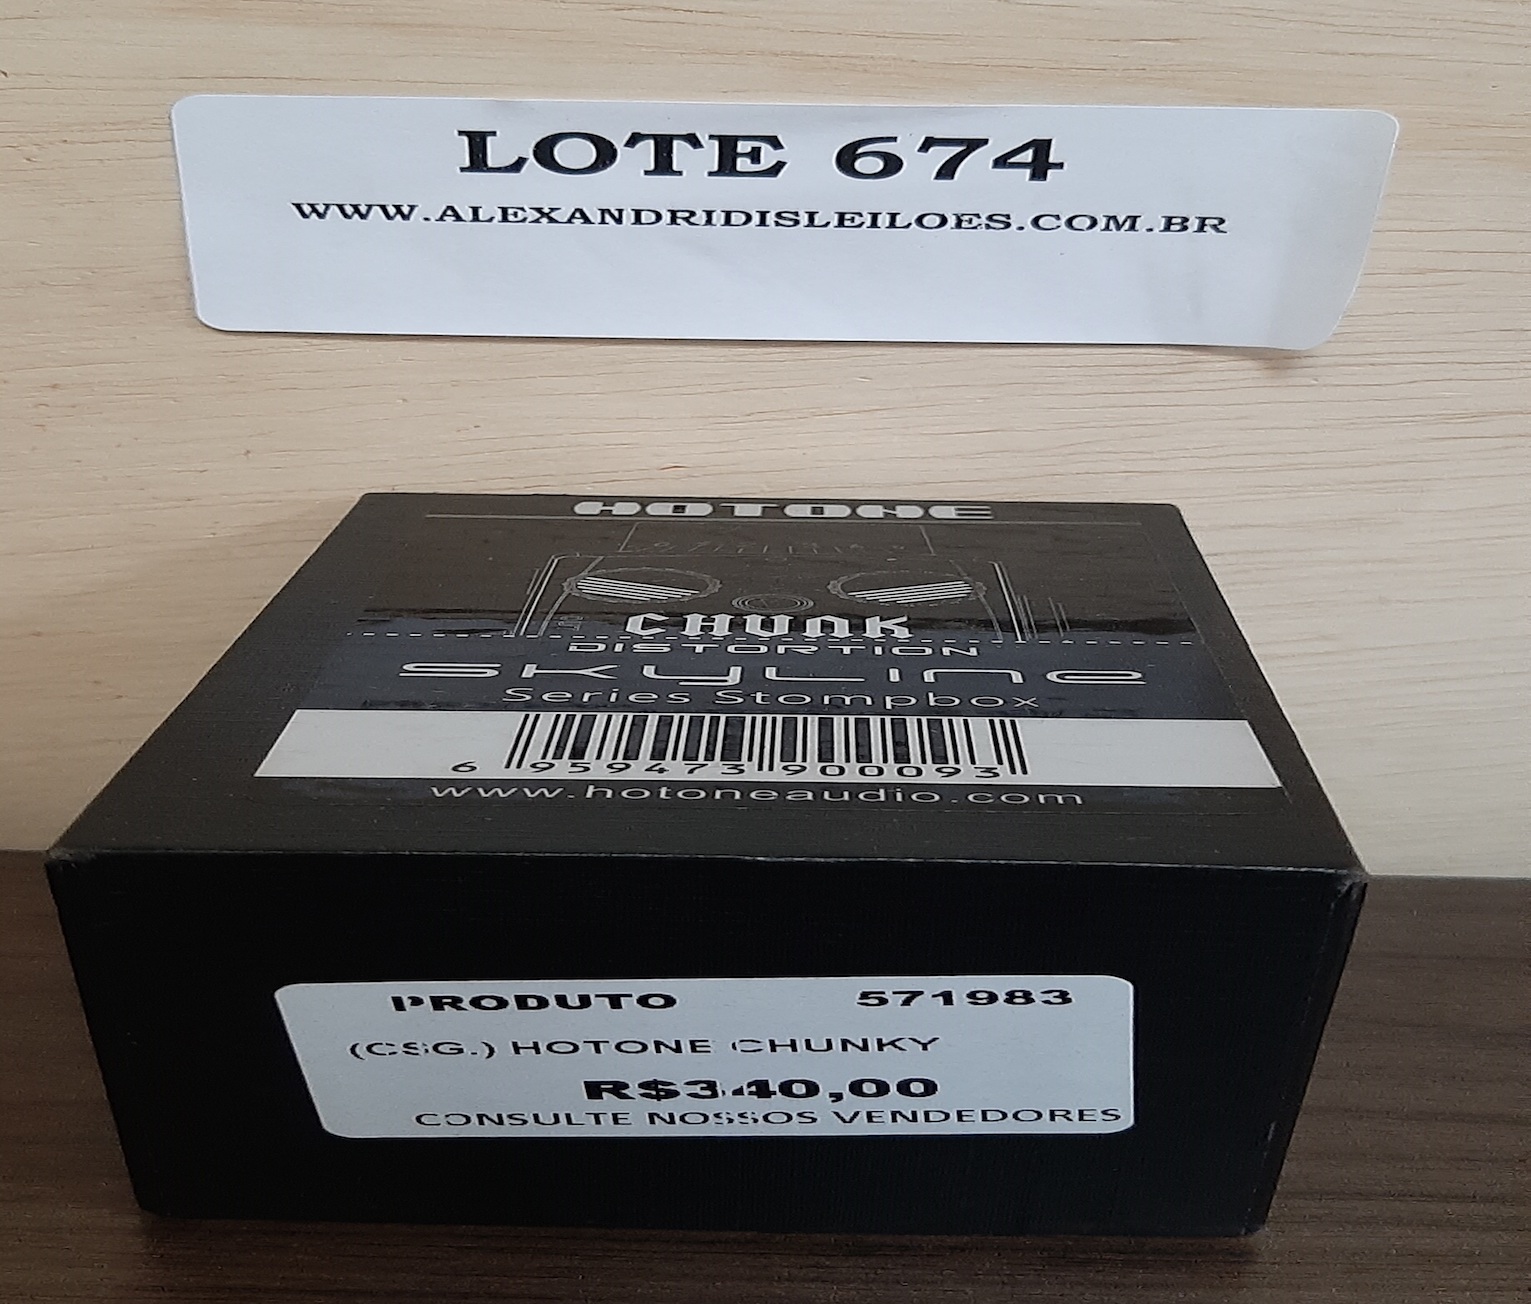 LOTE 674
WWW.ALEXANDRIDISLEILOES.COM.BR
HOTONE
CHUNK
DISTORTION
SKYLINE
Series Stompbox
6 959473 900093
www.hotoneaudio.com
PRODUTO 571983
(CSG.) HOTONE CHUNKY
R$340,00
CONSULTE NOSSOS VENDEDORES